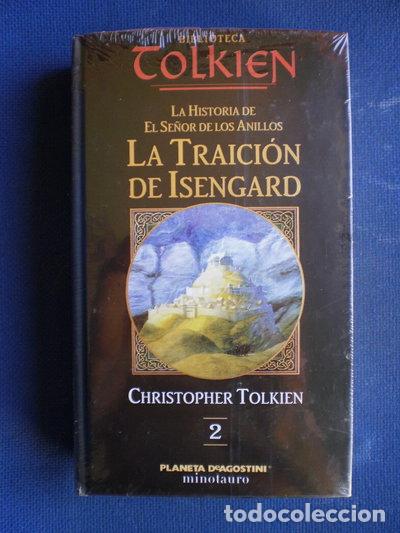 BIBLIOTECA
TOLKIEN
LA HISTORIA DE
EL SEÑOR DE LOS ANILLOS
LA TRAICIÓN
DE ISENGARD
CHRISTOPHER TOLKIEN
2
PLANETA DEAGOSTINI
minotauro
todocoleccion